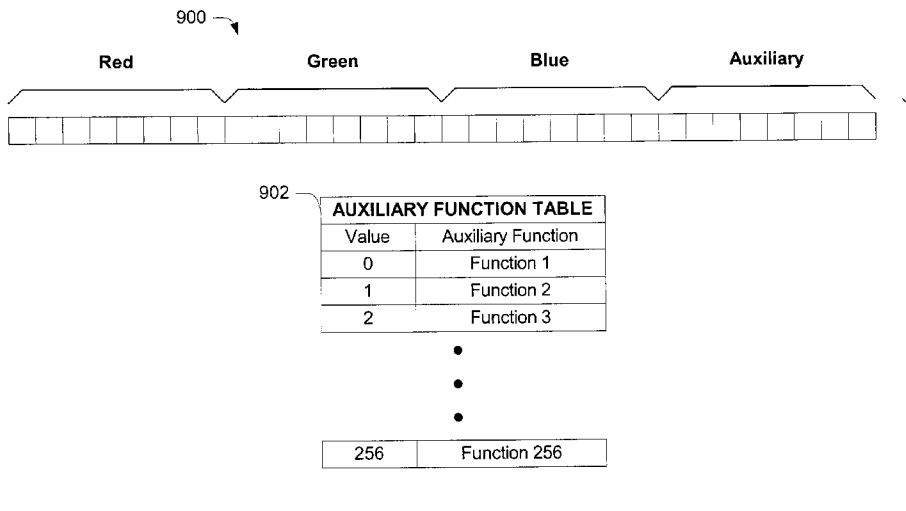 900
Red Green Blue Auxiliary
902
AUXILIARY FUNCTION TABLE
Value Auxiliary Function
0 Function 1
1 Function 2
2 Function 3
256 Function 256